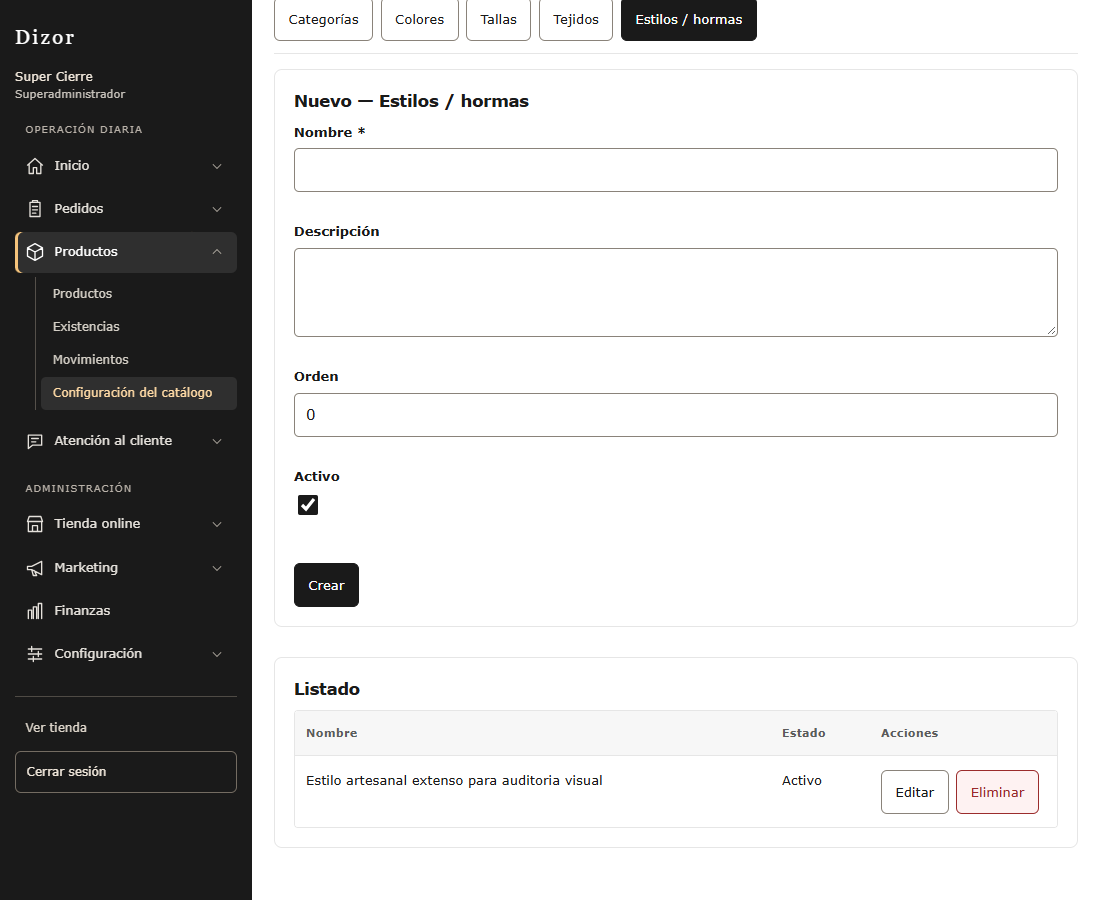 Dizor
Super Cierre
Superadministrador
OPERACIÓN DIARIA
Inicio
Pedidos
Productos
Productos
Existencias
Movimientos
Configuración del catálogo
Atención al cliente
ADMINISTRACIÓN
Tienda online
Marketing
Finanzas
Configuración
Ver tienda
Cerrar sesión
Categorías Colores Tallas Tejidos Estilos / hormas
Nuevo — Estilos / hormas
Nombre *
Descripción
Orden
0
Activo
Crear
Listado
Nombre Estado Acciones
Estilo artesanal extenso para auditoria visual Activo Editar Eliminar